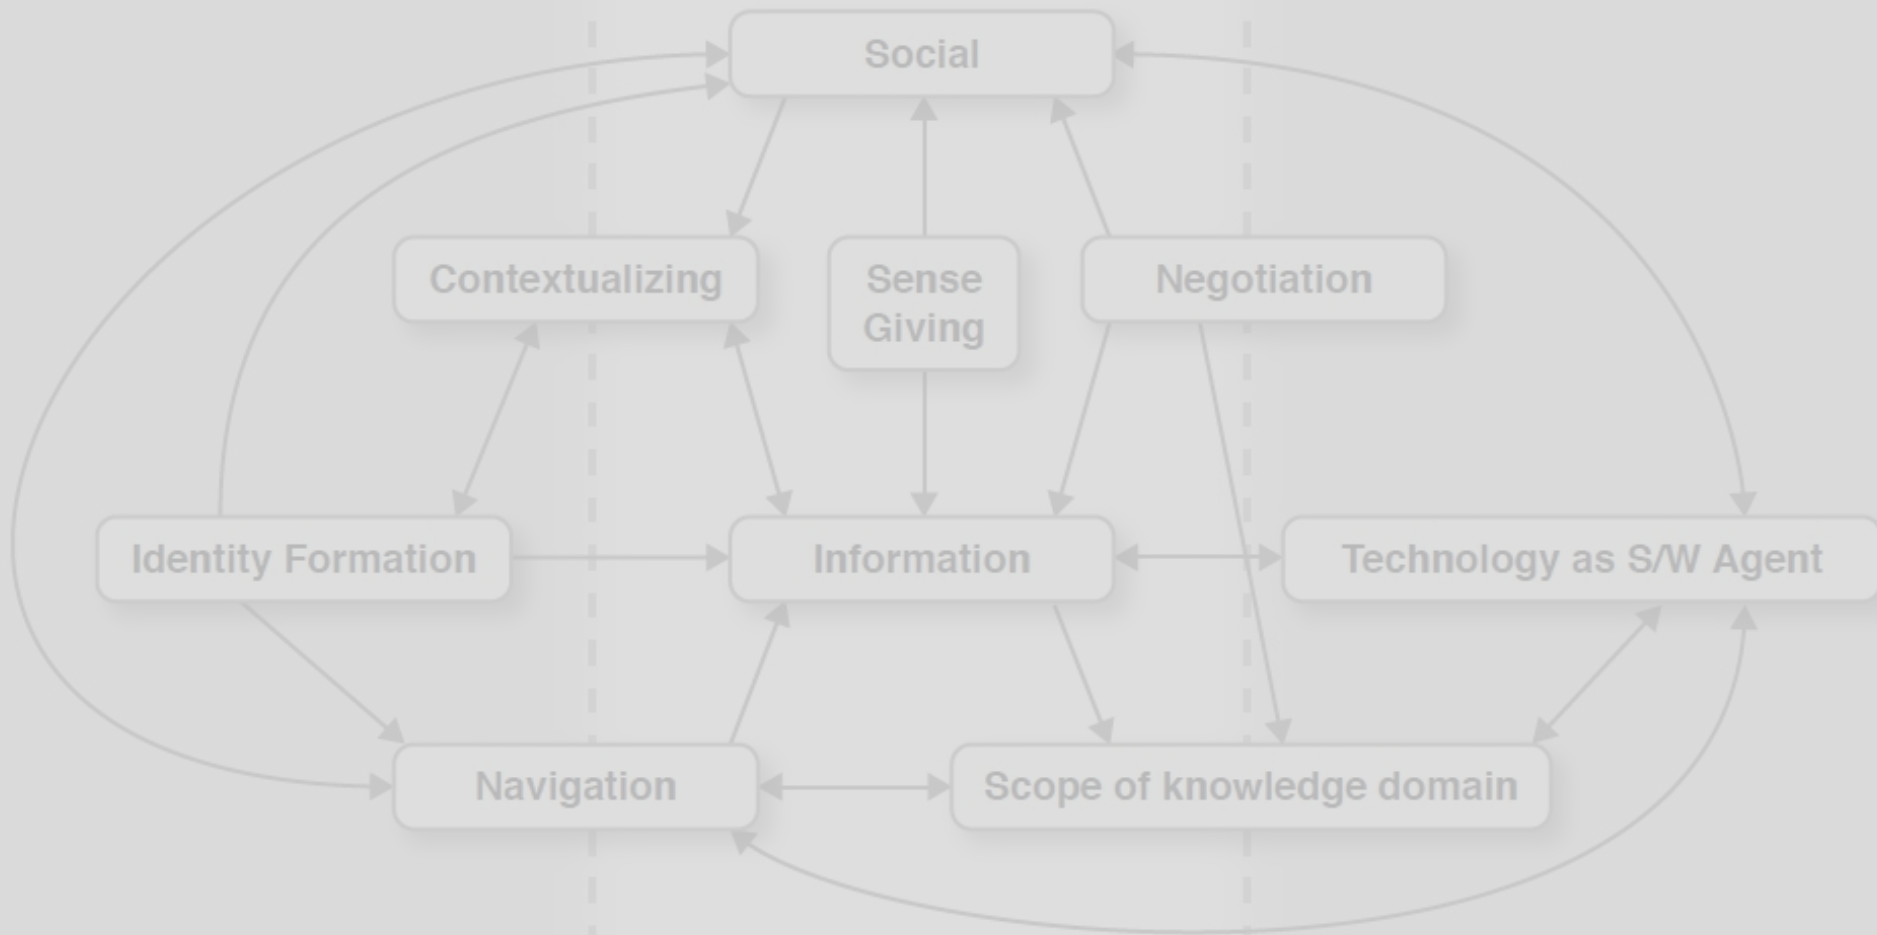 Social
Contextualizing
Sense
Giving
Negotiation
Identity Formation
Information
Technology as S/W Agent
Navigation
Scope of knowledge domain